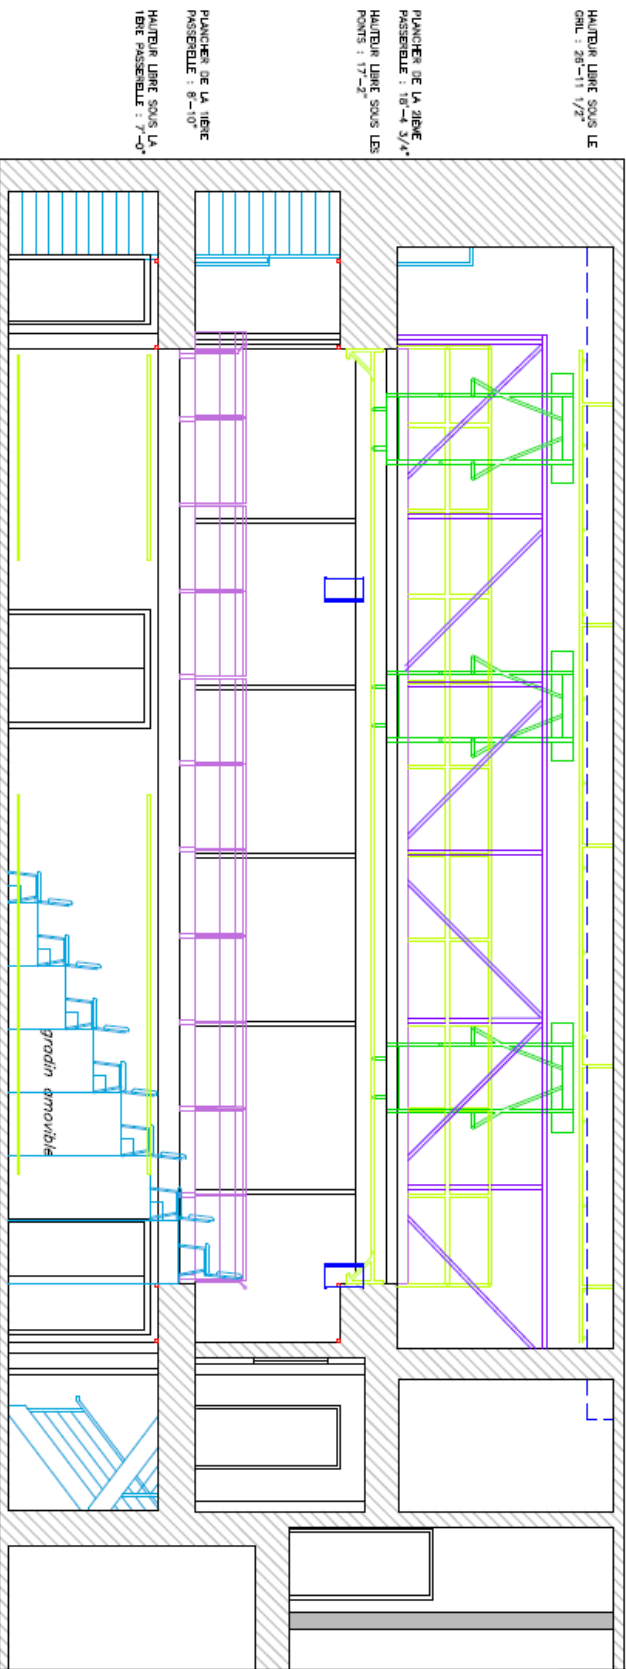 HAUTEUR LIBRE SOUS LE
GRIL : 26'-11 1/2"
PLANCHER DE LA 2IÈME
PASSERELLE : 18'-4 3/4"
HAUTEUR LIBRE SOUS LES
PONTS : 17'-2"
PLANCHER DE LA 1IÈRE
PASSERELLE : 8'-10"
HAUTEUR LIBRE SOUS LA
1ÈRE PASSERELLE : 7'-0"
gradin amovible